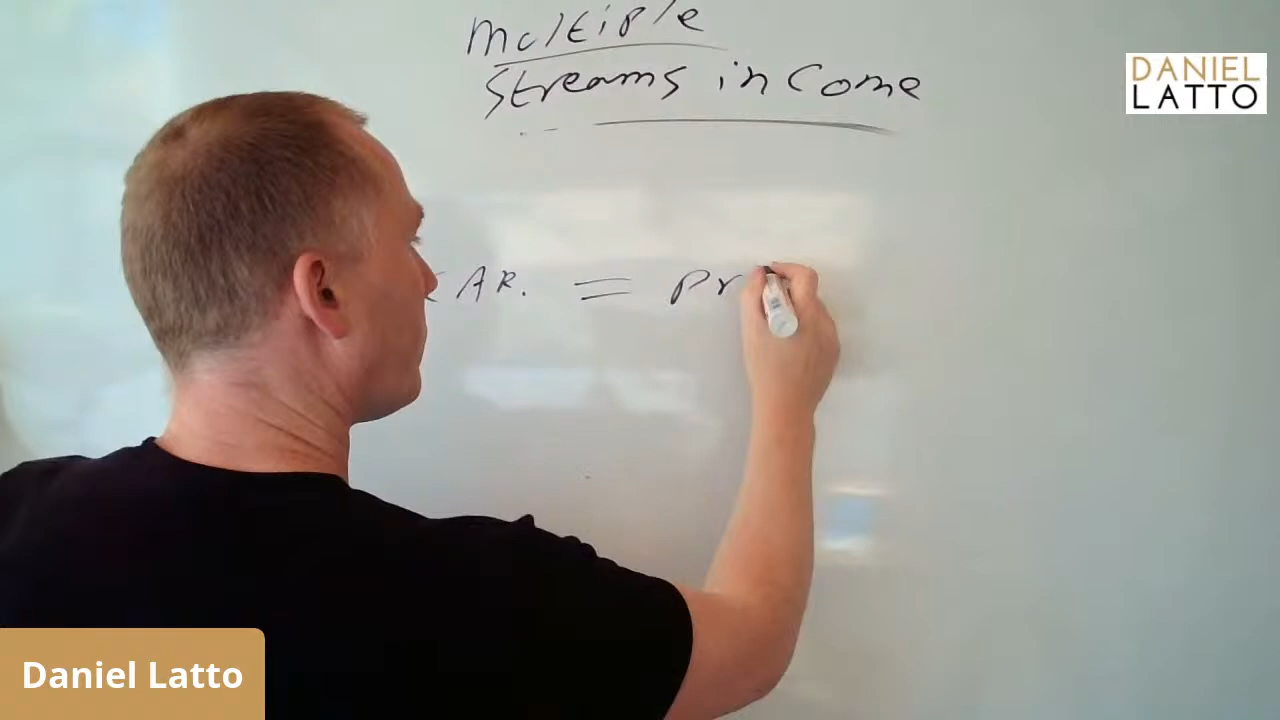 Multiple
Streams income
DANIEL
LATTO
AR. = Pr
Daniel Latto